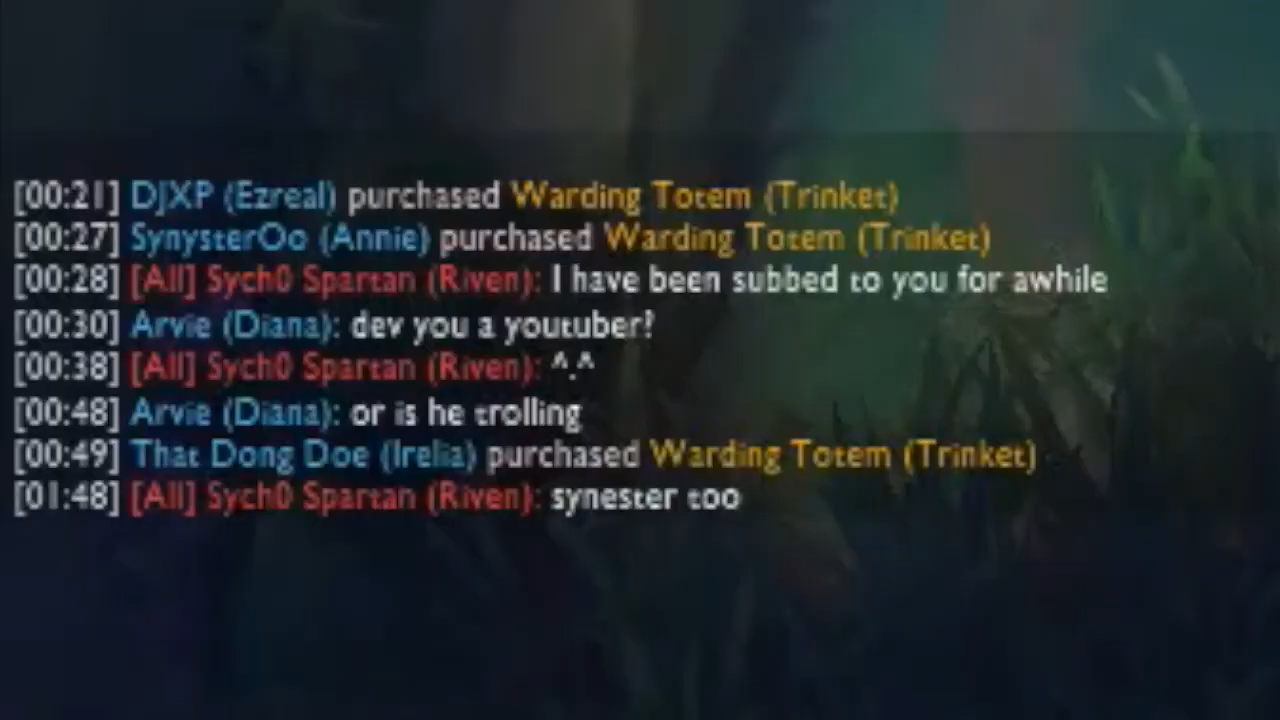 [00:21] DJXP (Ezreal) purchased Warding Totem (Trinket)
[00:27] SynysterOo (Annie) purchased Warding Totem (Trinket)
[00:28] [All] Sych0 Spartan (Riven): I have been subbed to you for awhile
[00:30] Arvie (Diana): dev you a youtuber?
[00:38] [All] Sych0 Spartan (Riven): ^.^
[00:48] Arvie (Diana): or is he trolling
[00:49] That Dong Doe (Irelia) purchased Warding Totem (Trinket)
[01:48] [All] Sych0 Spartan (Riven): synester too